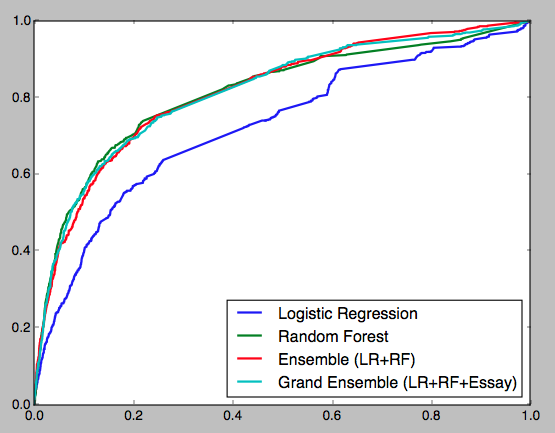 1.0
0.8
0.6
0.4
0.2
0.0
Logistic Regression
Random Forest
Ensemble (LR+RF)
Grand Ensemble (LR+RF+Essay)
0.0 0.2 0.4 0.6 0.8 1.0